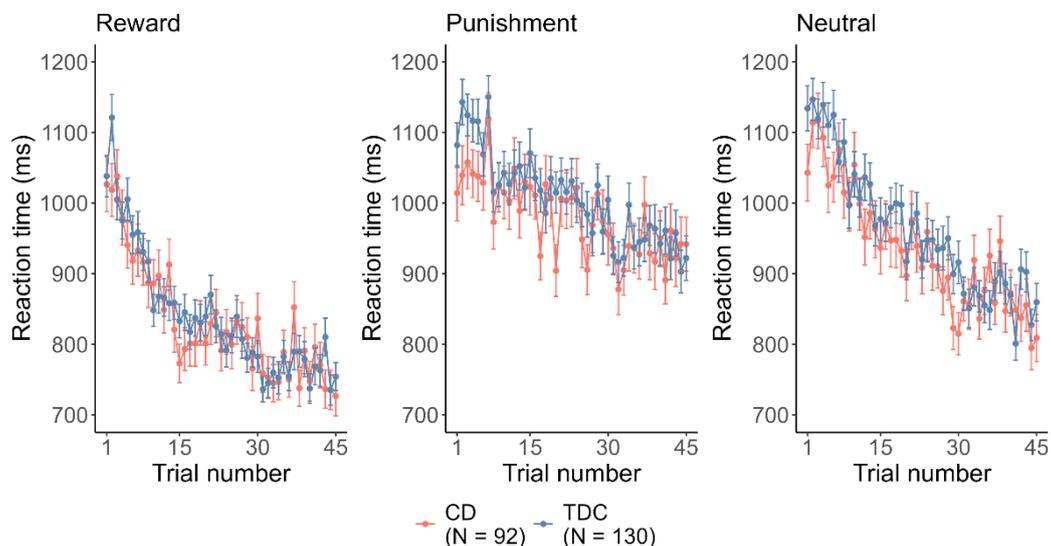 Reward
Punishment
Neutral
1200
1100
1000
900
800
700
Reaction time (ms)
1 15 30 45
Trial number
1200
1100
1000
900
800
700
Reaction time (ms)
1 15 30 45
Trial number
1200
1100
1000
900
800
700
Reaction time (ms)
1 15 30 45
Trial number
CD
(N = 92)
TDC
(N = 130)